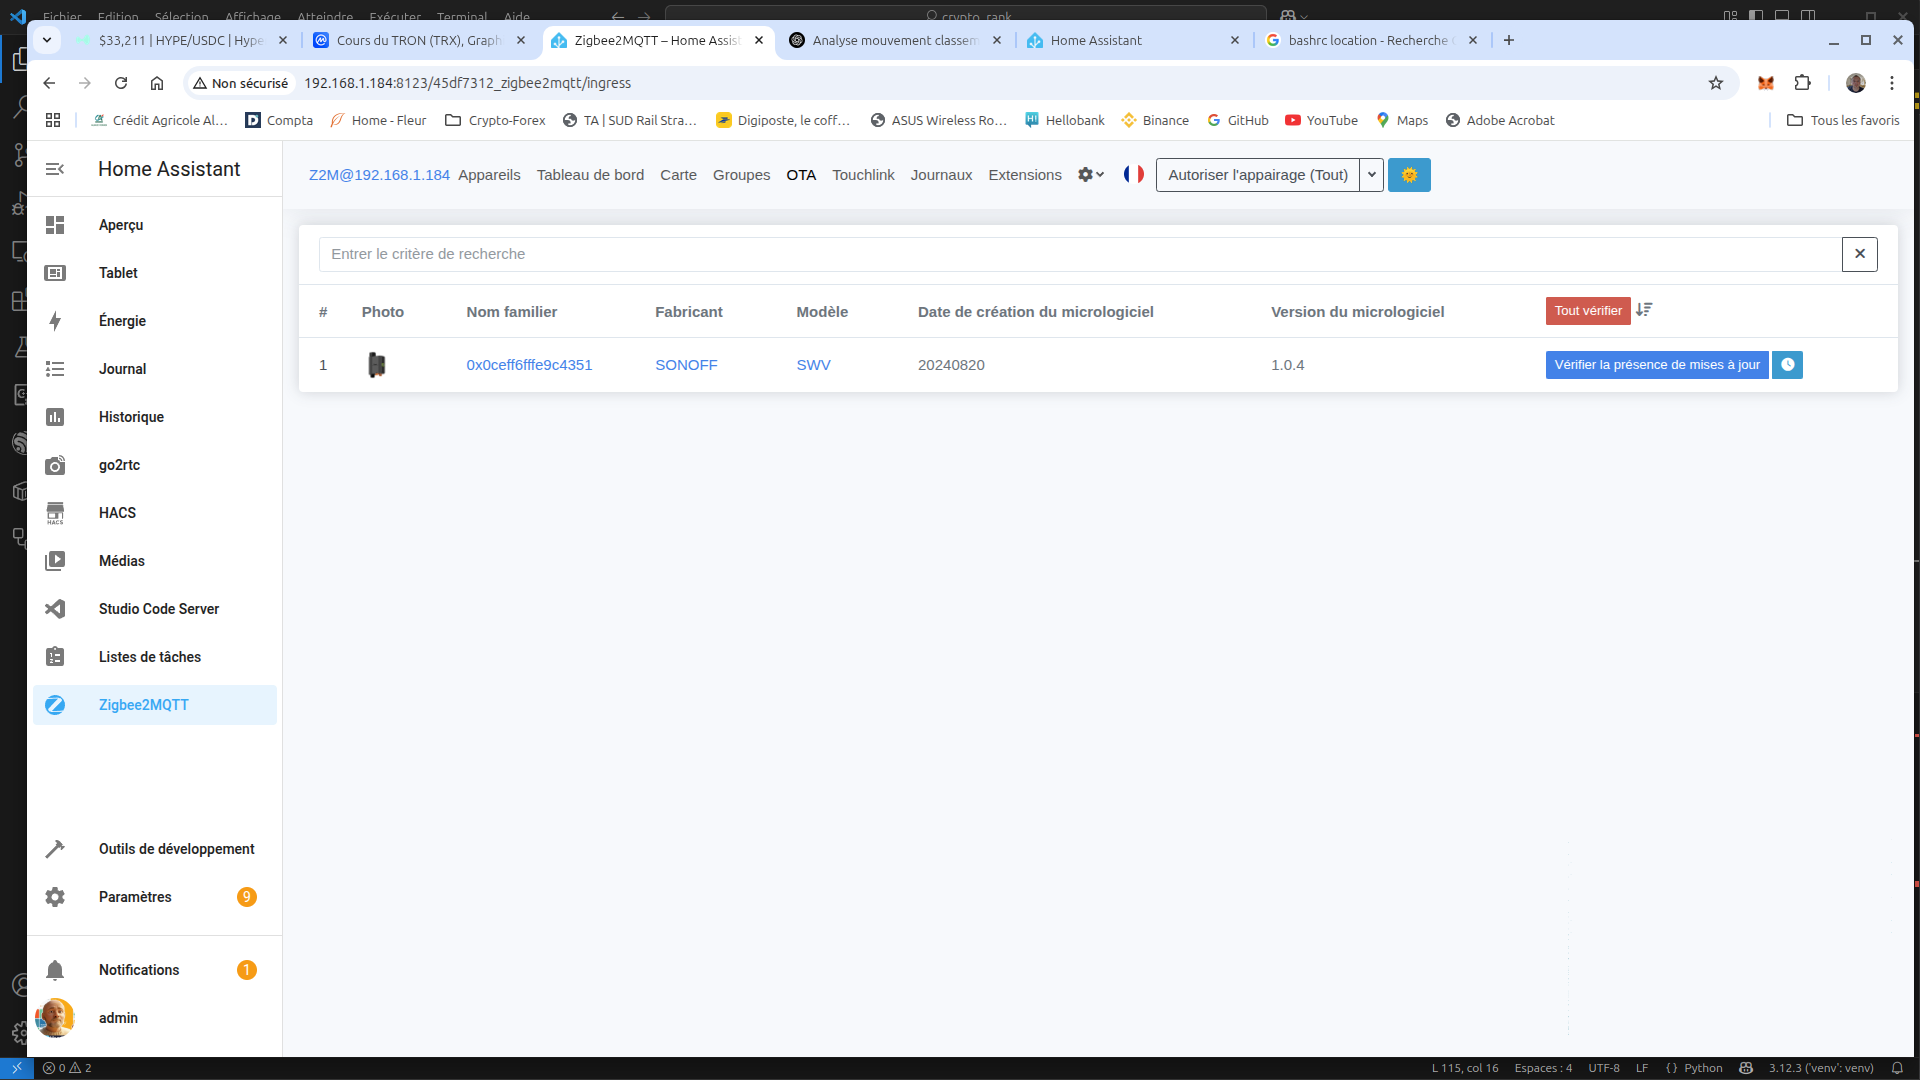 Fichier Edition Sélection Affichage Atteindre Exécuter Terminal Aide crypto_rank
$33,211 | HYPE/USDC | Hype
Cours du TRON (TRX), Graph
Zigbee2MQTT – Home Assist
Analyse mouvement classem
Home Assistant
bashrc location - Recherche
Non sécurisé 192.168.1.184:8123/45df7312_zigbee2mqtt/ingress
Crédit Agricole Al... Compta Home - Fleur Crypto-Forex TA | SUD Rail Stra... Digiposte, le coff... ASUS Wireless Ro... Hellobank Binance GitHub YouTube Maps Adobe Acrobat Tous les favoris
Home Assistant
Z2M@192.168.1.184 Appareils Tableau de bord Carte Groupes OTA Touchlink Journaux Extensions Autoriser l'appairage (Tout)
Aperçu
Tablet
Énergie
Journal
Historique
go2rtc
HACS
HACS
Médias
Studio Code Server
Listes de tâches
Zigbee2MQTT
Outils de développement
Paramètres 9
Notifications 1
admin
Entrer le critère de recherche
# Photo Nom familier Fabricant Modèle Date de création du micrologiciel Version du micrologiciel Tout vérifier
1 0x0ceff6fffe9c4351 SONOFF SWV 20240820 1.0.4 Vérifier la présence de mises à jour
0 2 L 115, col 16 Espaces : 4 UTF-8 LF {} Python 3.12.3 ('venv': venv)